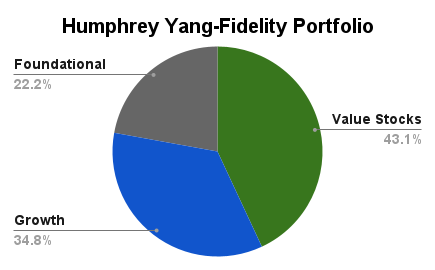 Humphrey Yang-Fidelity Portfolio
Foundational
22.2%
Value Stocks
43.1%
Growth
34.8%